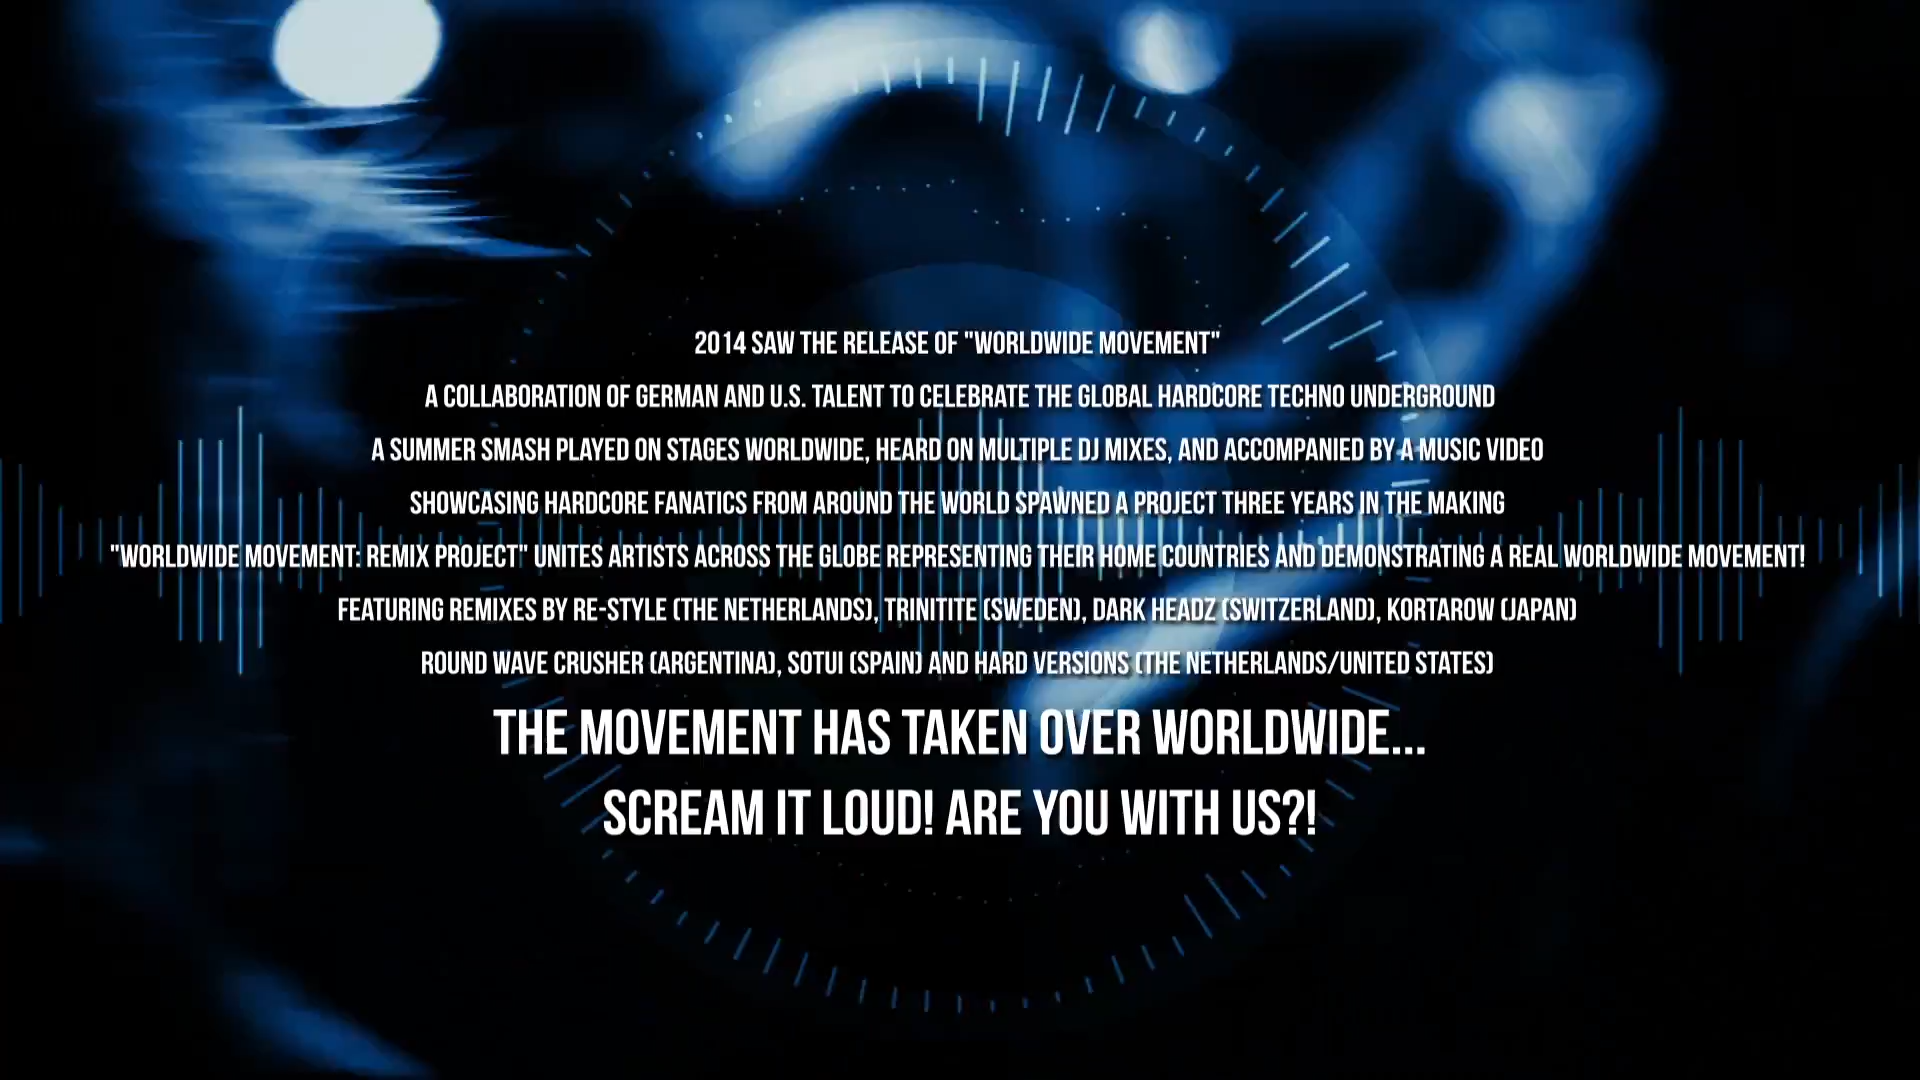 2014 SAW THE RELEASE OF "WORLDWIDE MOVEMENT"
A COLLABORATION OF GERMAN AND U.S. TALENT TO CELEBRATE THE GLOBAL HARDCORE TECHNO UNDERGROUND
A SUMMER SMASH PLAYED ON STAGES WORLDWIDE, HEARD ON MULTIPLE DJ MIXES, AND ACCOMPANIED BY A MUSIC VIDEO
SHOWCASING HARDCORE FANATICS FROM AROUND THE WORLD SPAWNED A PROJECT THREE YEARS IN THE MAKING
"WORLDWIDE MOVEMENT: REMIX PROJECT" UNITES ARTISTS ACROSS THE GLOBE REPRESENTING THEIR HOME COUNTRIES AND DEMONSTRATING A REAL WORLDWIDE MOVEMENT!
FEATURING REMIXES BY RE-STYLE (THE NETHERLANDS), TRINITITE (SWEDEN), DARK HEADZ (SWITZERLAND), KORTAROW (JAPAN)
ROUND WAVE CRUSHER (ARGENTINA), SOTUI (SPAIN) AND HARD VERSIONS (THE NETHERLANDS/UNITED STATES)
THE MOVEMENT HAS TAKEN OVER WORLDWIDE...
SCREAM IT LOUD! ARE YOU WITH US?!